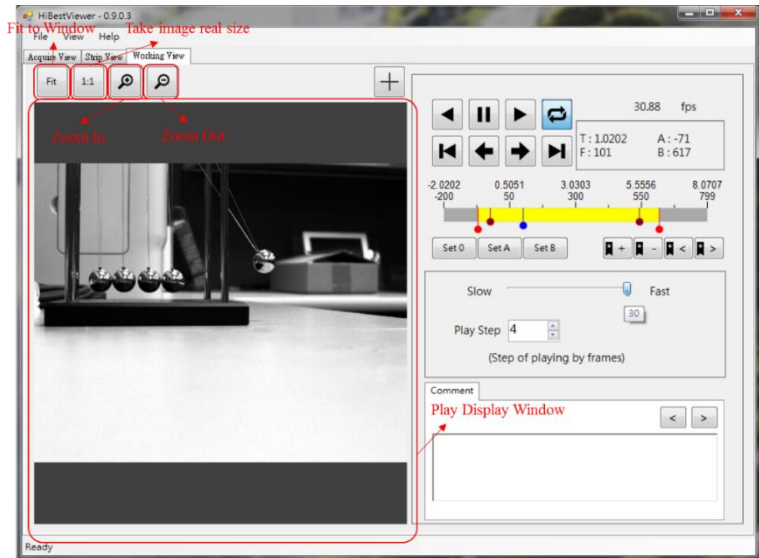 HiBestViewer - 0.9.0.3
Fit to Window Take image real size
File View Help
Acquire View Strip View Working View
Fit 1:1
Zoom In Zoom Out
30.88 fps
T : 1.0202 A : -71
F : 101 B : 617
-2.0202 0.5051 3.0303 5.5556 8.0707
-200 50 300 550 799
Set 0 Set A Set B + - < >
Slow Fast
30
Play Step 4
(Step of playing by frames)
Comment
Play Display Window
< >
Ready